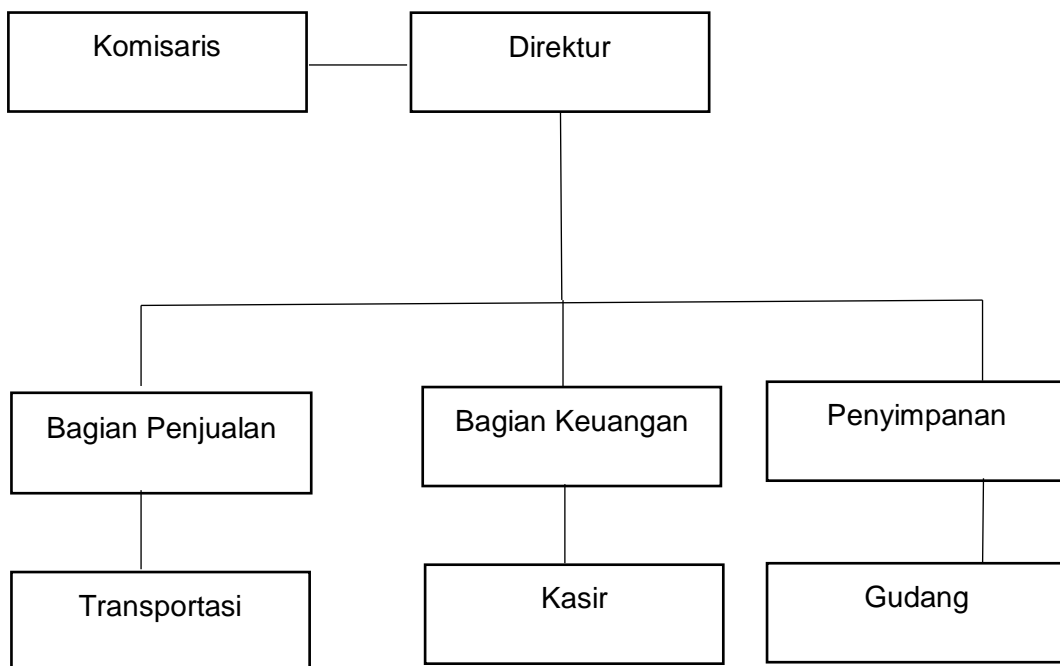 Komisaris
Direktur
Bagian Penjualan
Bagian Keuangan
Penyimpanan
Transportasi
Kasir
Gudang